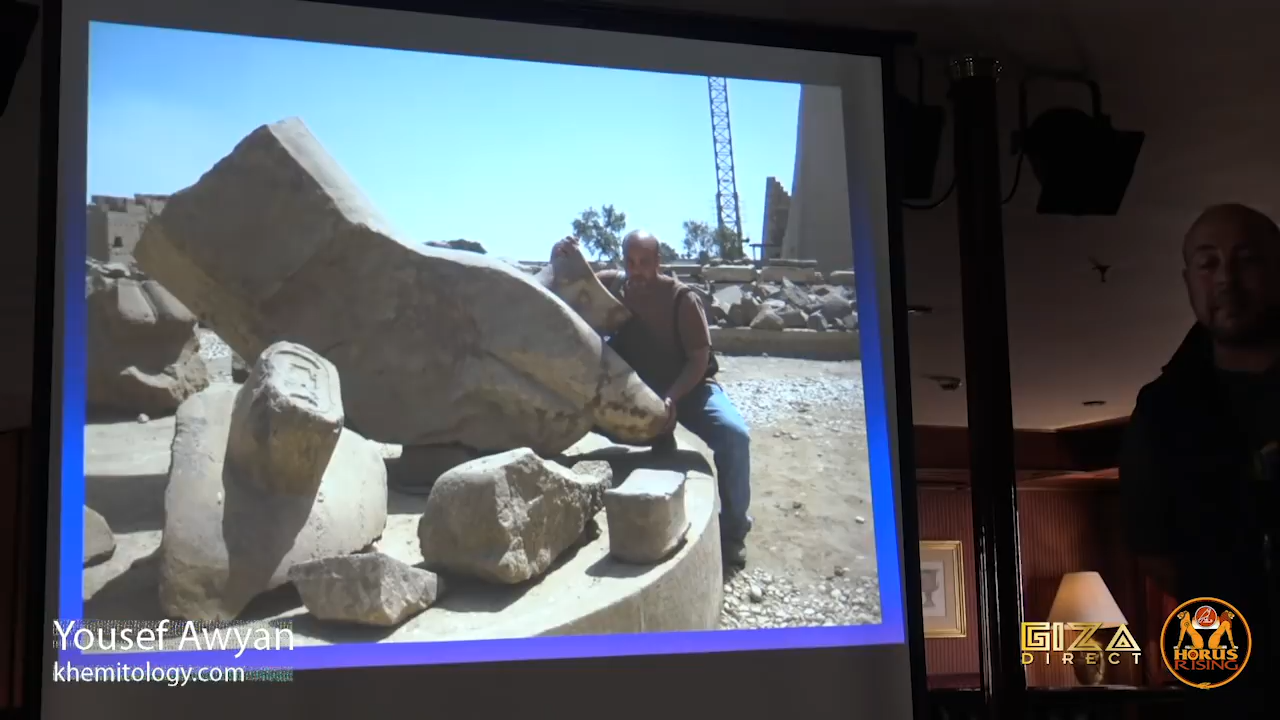 Yousef Awyan
khemitology.com
GIZA
DIRECT
HORUS
RISING